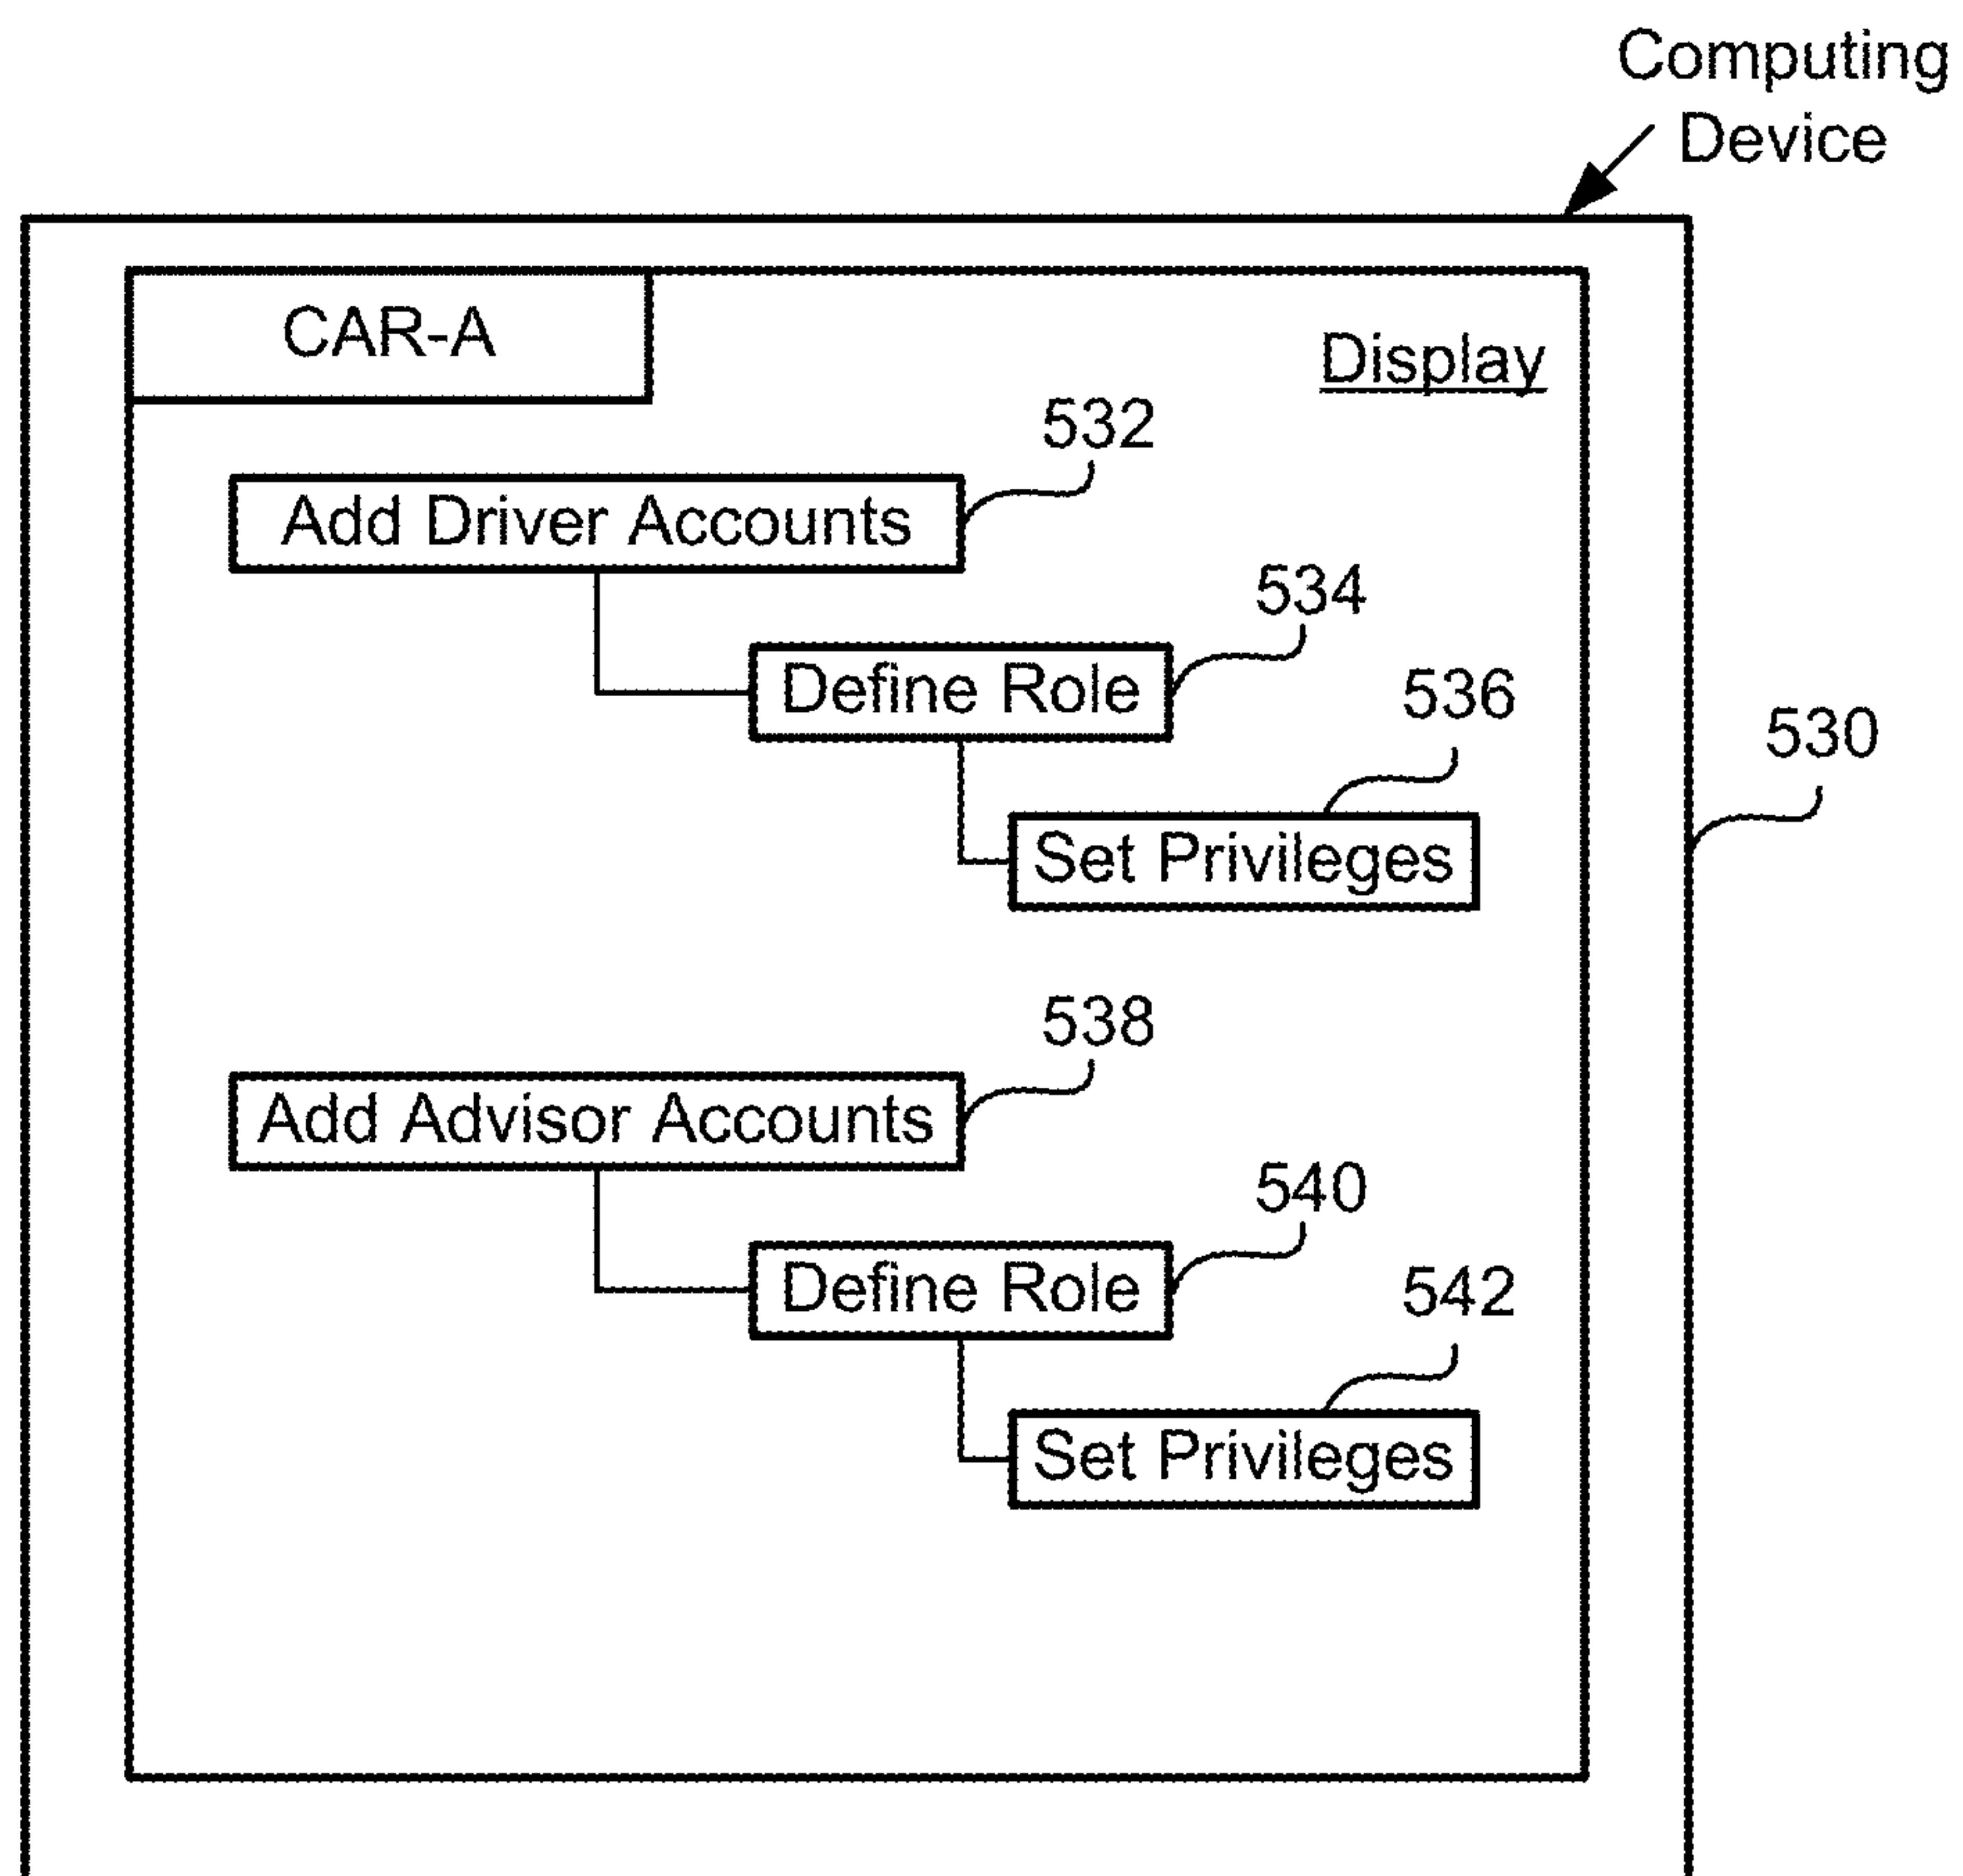 Computing
Device
CAR-A
Display
532
Add Driver Accounts
534
Define Role
536
530
Set Privileges
538
Add Advisor Accounts
540
Define Role
542
Set Privileges